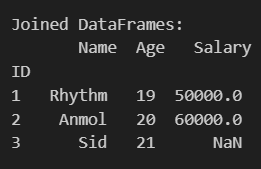 Joined DataFrames:
Name Age Salary
ID
1 Rhythm 19 50000.0
2 Anmol 20 60000.0
3 Sid 21 NaN